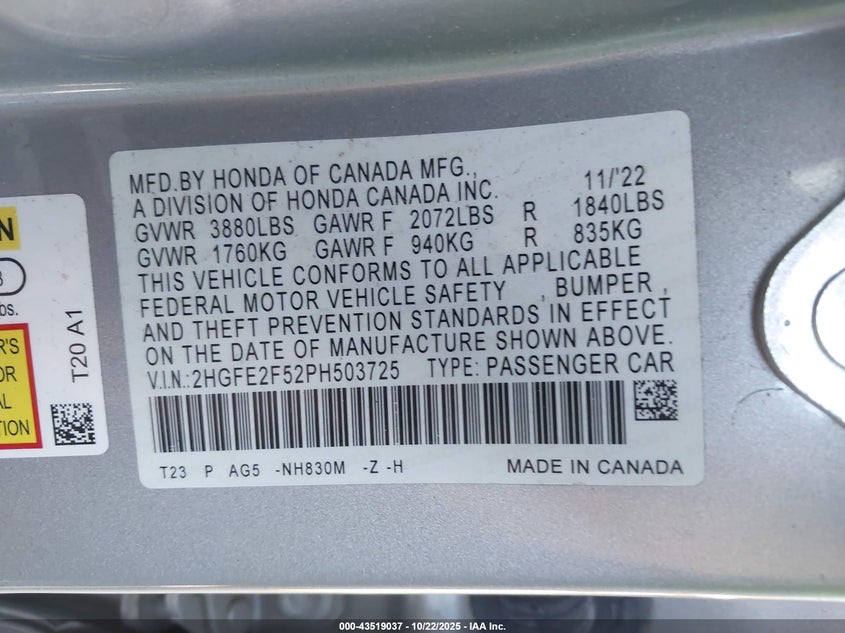 MFD.BY HONDA OF CANADA MFG., 11/'22
A DIVISION OF HONDA CANADA INC.
GVWR 3880LBS GAWR F 2072LBS R 1840LBS
GVWR 1760KG GAWR F 940KG R 835KG
THIS VEHICLE CONFORMS TO ALL APPLICABLE
FEDERAL MOTOR VEHICLE SAFETY , BUMPER ,
AND THEFT PREVENTION STANDARDS IN EFFECT
ON THE DATE OF MANUFACTURE SHOWN ABOVE.
V.I.N.:2HGFE2F52PH503725 TYPE: PASSENGER CAR
T23 P AG5 -NH830M -Z -H MADE IN CANADA
T20 A1
000-43519037 - 10/22/2025 - IAA Inc.